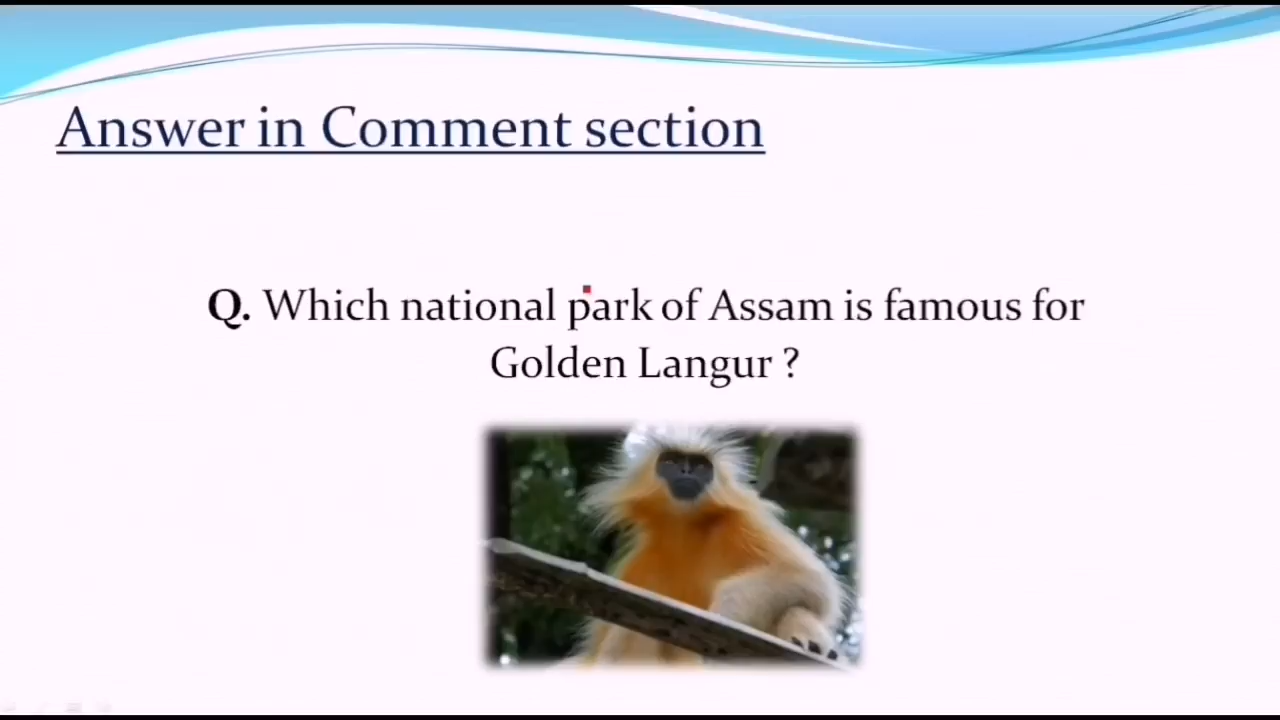 Answer in Comment section
Q. Which national park of Assam is famous for
Golden Langur ?